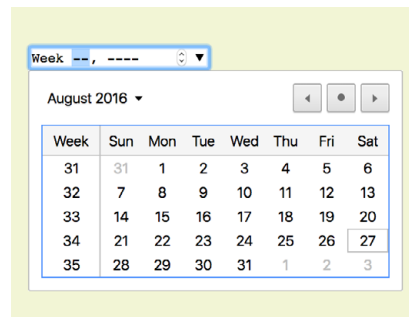 Week --, ----
August 2016
Week Sun Mon Tue Wed Thu Fri Sat
31 31 1 2 3 4 5 6
32 7 8 9 10 11 12 13
33 14 15 16 17 18 19 20
34 21 22 23 24 25 26 27
35 28 29 30 31 1 2 3